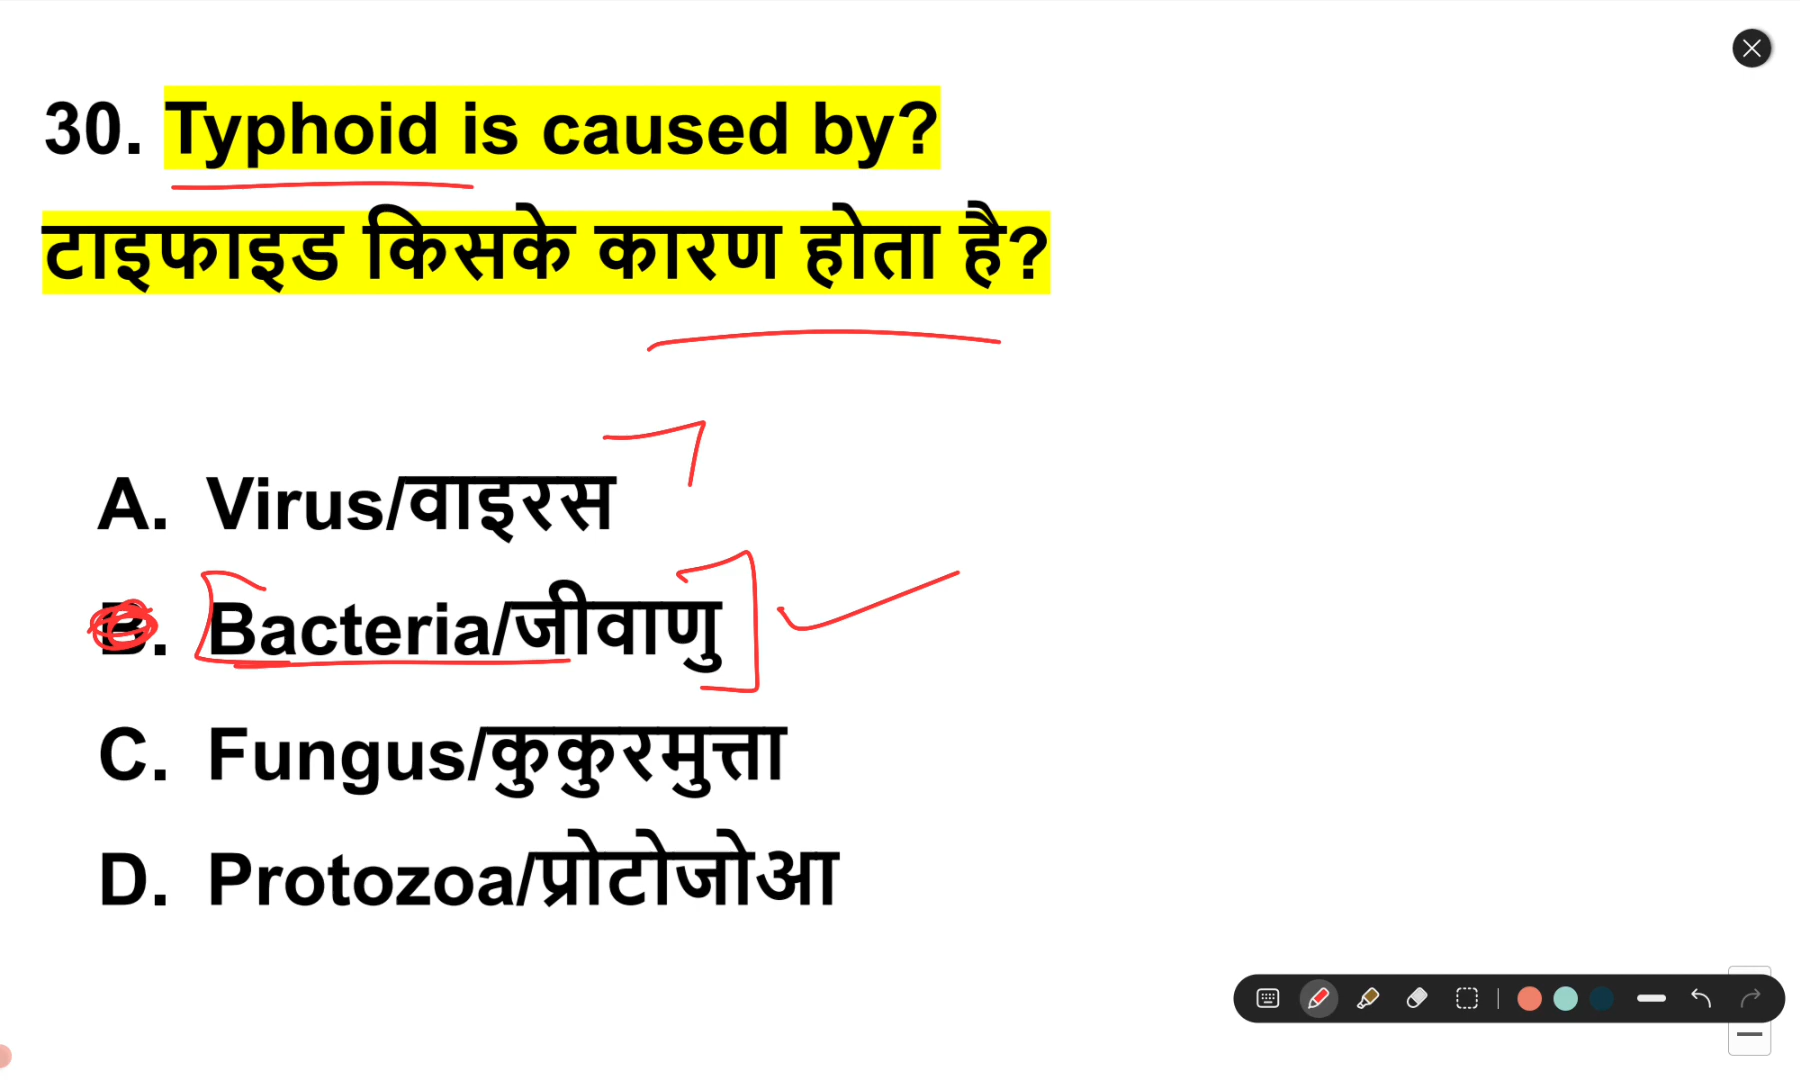 30. Typhoid is caused by?
टाइफाइड किसके कारण होता है?
A. Virus/वाइरस
B. Bacteria/जीवाणु
C. Fungus/कुकुरमुत्ता
D. Protozoa/प्रोटोजोआ